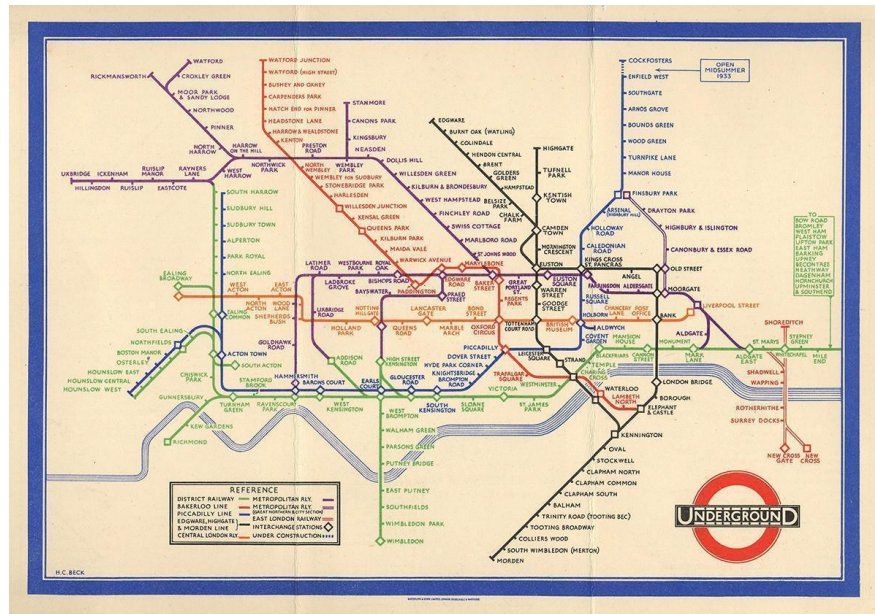 WATFORD
CROXLEY GREEN
RICKMANSWORTH
MOOR PARK
& SANDY LODGE
NORTHWOOD
PINNER
NORTH
HARROW
HARROW
ON THE HILL
WEST
HARROW
UXBRIDGE
ICKENHAM
RUISLIP
MANOR
RAYNERS
LANE
HILLINGDON
RUISLIP
EASTCOTE
WATFORD JUNCTION
WATFORD (HIGH STREET)
BUSHEY AND OXHEY
CARPENDERS PARK
HATCH END FOR PINNER
HEADSTONE LANE
HARROW & WEALDSTONE
KENTON
NORTHWICK
PARK
PRESTON
ROAD
NORTH
WEMBLEY
WEMBLEY
PARK
STANMORE
CANONS PARK
KINGSBURY
NEASDEN
DOLLIS HILL
WILLESDEN GREEN
KILBURN & BRONDESBURY
WEST HAMPSTEAD
FINCHLEY ROAD
SWISS COTTAGE
MARLBORO ROAD
ST JOHNS WOOD
WEMBLEY FOR SUDBURY
STONEBRIDGE PARK
HARLESDEN
WILLESDEN JUNCTION
KENSAL GREEN
QUEENS PARK
KILBURN PARK
MAIDA VALE
WARWICK AVENUE
MARYLEBONE
EDGWARE
BURNT OAK (WATLING)
COLINDALE
HENDON CENTRAL
BRENT
GOLDERS
GREEN
HAMPSTEAD
BELSIZE
PARK
CHALK
FARM
HIGHGATE
TUFNELL
PARK
KENTISH
TOWN
CAMDEN
TOWN
MORNINGTON
CRESCENT
EUSTON
COCKFOSTERS
OPEN
MIDSUMMER
1933
ENFIELD WEST
SOUTHGATE
ARNOS GROVE
BOUNDS GREEN
WOOD GREEN
TURNPIKE LANE
MANOR HOUSE
FINSBURY PARK
ARSENAL
(HIGHBURY HILL)
DRAYTON PARK
HOLLOWAY
ROAD
HIGHBURY & ISLINGTON
CALEDONIAN
ROAD
CANONBURY & ESSEX ROAD
KINGS CROSS
ST. PANCRAS
ANGEL
OLD STREET
MOORGATE
TO
BOW ROAD
BROMLEY
WEST HAM
PLAISTOW
UPTON PARK
EAST HAM
BARKING
UPNEY
BECONTREE
HEATHWAY
DAGENHAM
HORNCHURCH
UPMINSTER
& SOUTHEND
SOUTH HARROW
SUDBURY HILL
SUDBURY TOWN
ALPERTON
PARK ROYAL
NORTH EALING
EALING
BROADWAY
WEST
ACTON
EAST
ACTON
NORTH
ACTON
WOOD
LANE
SHEPHERDS
BUSH
EALING
COMMON
LATIMER
ROAD
WESTBOURNE
PARK
ROYAL
OAK
LADBROKE
GROVE
BISHOPS ROAD
PADDINGTON
BAYSWATER
EDGWARE
ROAD
PRAED
STREET
BAKER
STREET
GREAT
PORTLAND
ST
REGENTS
PARK
EUSTON
SQUARE
WARREN
STREET
GOODGE
STREET
FARRINGDON
ALDERSGATE
RUSSELL
SQUARE
UXBRIDGE
ROAD
HOLLAND
PARK
NOTTING
HILL GATE
QUEENS
ROAD
LANCASTER
GATE
MARBLE
ARCH
BOND
STREET
OXFORD
CIRCUS
TOTTENHAM
COURT ROAD
BRITISH
MUSEUM
HOLBORN
CHANCERY
LANE
POST
OFFICE
BANK
LIVERPOOL STREET
ALDWYCH
COVENT
GARDEN
GOLDHAWK
ROAD
ADDISON
ROAD
HIGH STREET
KENSINGTON
SOUTH EALING
NORTHFIELDS
BOSTON MANOR
OSTERLEY
HOUNSLOW EAST
HOUNSLOW CENTRAL
HOUNSLOW WEST
ACTON TOWN
SOUTH ACTON
CHISWICK
PARK
GUNNERSBURY
KEW GARDENS
RICHMOND
STAMFORD
BROOK
TURNHAM
GREEN
RAVENSCOURT
PARK
HAMMERSMITH
BARONS COURT
WEST
KENSINGTON
EARLS
COURT
GLOUCESTER
ROAD
SOUTH
KENSINGTON
PICCADILLY
DOVER STREET
HYDE PARK CORNER
KNIGHTSBRIDGE
BROMPTON
ROAD
SLOANE
SQUARE
VICTORIA
ST JAMES
PARK
WESTMINSTER
TRAFALGAR
SQUARE
LEICESTER
SQUARE
STRAND
CHARING
CROSS
TEMPLE
BLACKFRIARS
MANSION
HOUSE
CANNON
STREET
MONUMENT
MARK
LANE
ALDGATE
ALDGATE
EAST
ST. MARYS
WHITECHAPEL
STEPNEY
GREEN
MILE
END
SHOREDITCH
SHADWELL
WAPPING
ROTHERHITHE
SURREY DOCKS
NEW CROSS
GATE
NEW
CROSS
WATERLOO
LAMBETH
NORTH
LONDON BRIDGE
BOROUGH
ELEPHANT
& CASTLE
KENNINGTON
OVAL
STOCKWELL
CLAPHAM NORTH
CLAPHAM COMMON
CLAPHAM SOUTH
BALHAM
TRINITY ROAD (TOOTING BEC)
TOOTING BROADWAY
COLLIERS WOOD
SOUTH WIMBLEDON (MERTON)
MORDEN
WEST
BROMPTON
WALHAM GREEN
PARSONS GREEN
PUTNEY BRIDGE
EAST PUTNEY
SOUTHFIELDS
WIMBLEDON PARK
WIMBLEDON
REFERENCE
DISTRICT RAILWAY
BAKERLOO LINE
PICCADILLY LINE
EDGWARE, HIGHGATE
& MORDEN LINE
CENTRAL LONDON RLY.
METROPOLITAN RLY.
METROPOLITAN RLY.
(GREAT NORTHERN & CITY SECTION)
EAST LONDON RAILWAY
INTERCHANGE STATIONS
UNDER CONSTRUCTION
UNDERGROUND
H.C. BECK